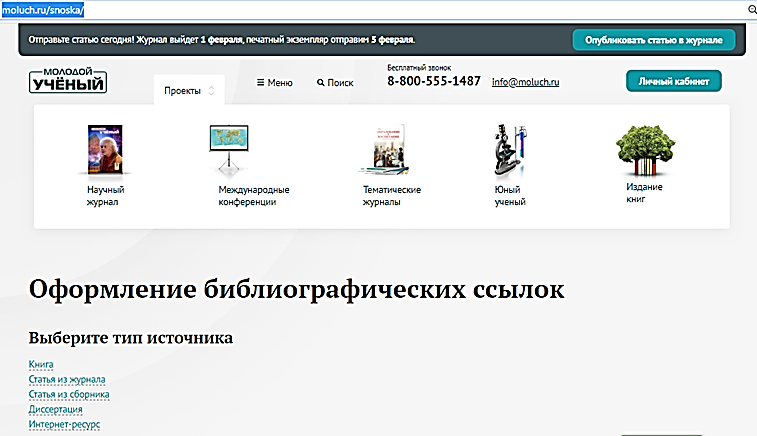 moluch.ru/snoska/
Отправьте статью сегодня! Журнал выйдет 1 февраля, печатный экземпляр отправим 5 февраля.
Опубликовать статью в журнале
МОЛОДОЙ
УЧЁНЫЙ
Проекты
Меню
Поиск
Бесплатный звонок
8-800-555-1487
info@moluch.ru
Личный кабинет
Научный
журнал
Международные
конференции
Тематические
журналы
Юный
ученый
Издание
книг
Оформление библиографических ссылок
Выберите тип источника
Книга
Статья из журнала
Статья из сборника
Диссертация
Интернет-ресурс